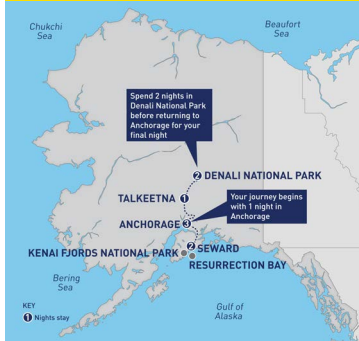 Chukchi
Sea
Beaufort
Sea
Spend 2 nights in
Denali National Park
before returning to
Anchorage for your
final night
2 DENALI NATIONAL PARK
TALKEETNA 1
Your journey begins
with 1 night in
Anchorage
ANCHORAGE 3
2 SEWARD
KENAI FJORDS NATIONAL PARK
RESURRECTION BAY
Bering
Sea
Gulf of
Alaska
KEY
1 Nights stay